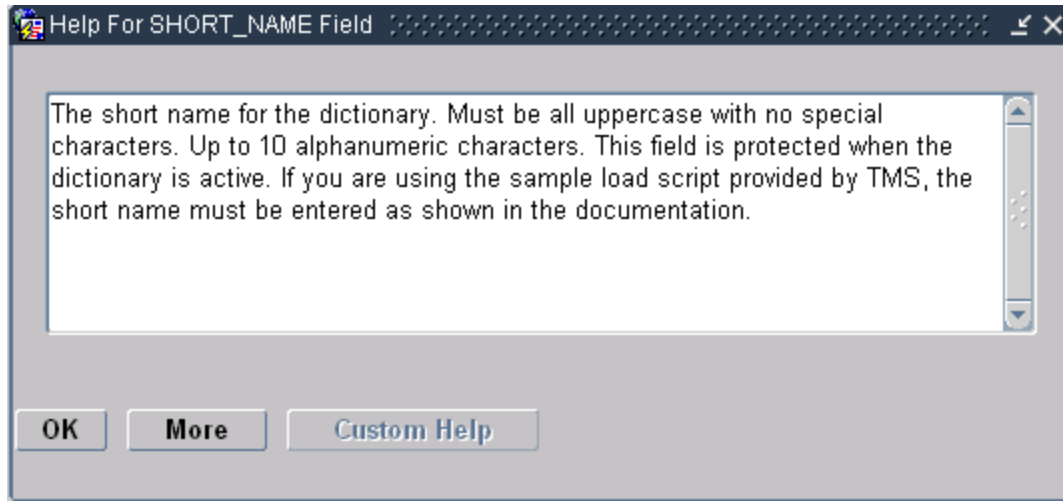 Help For SHORT_NAME Field
The short name for the dictionary. Must be all uppercase with no special
characters. Up to 10 alphanumeric characters. This field is protected when the
dictionary is active. If you are using the sample load script provided by TMS, the
short name must be entered as shown in the documentation.
OK More Custom Help